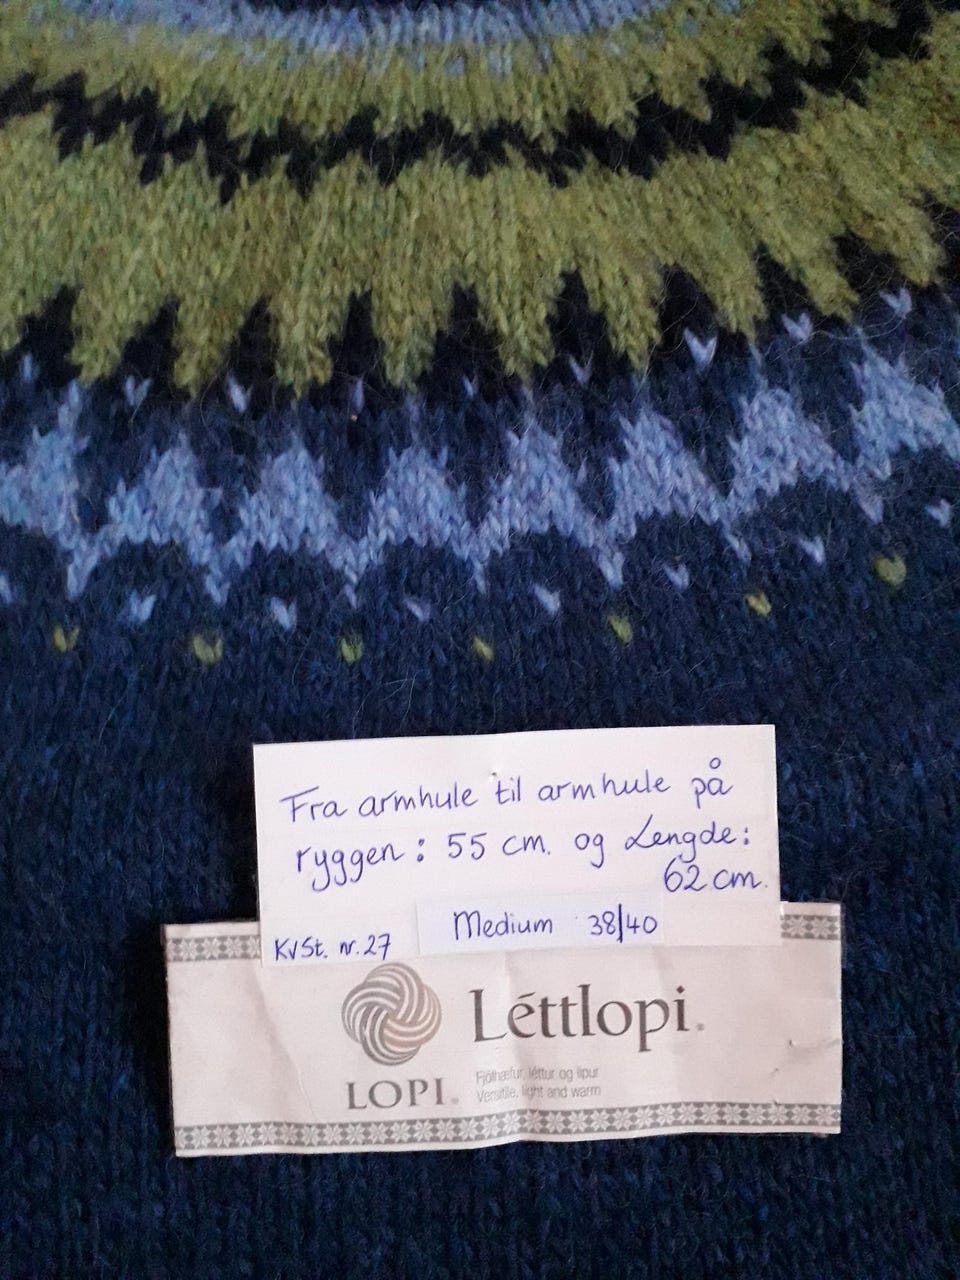 Fra armhule til armhule på
ryggen: 55 cm. og Lengde:
62 cm.
Medium 38/40
KvSt. nr. 27
Léttlopi®
LOPI®
Fjölhæfur, léttur og lipur
Versitile, light and warm